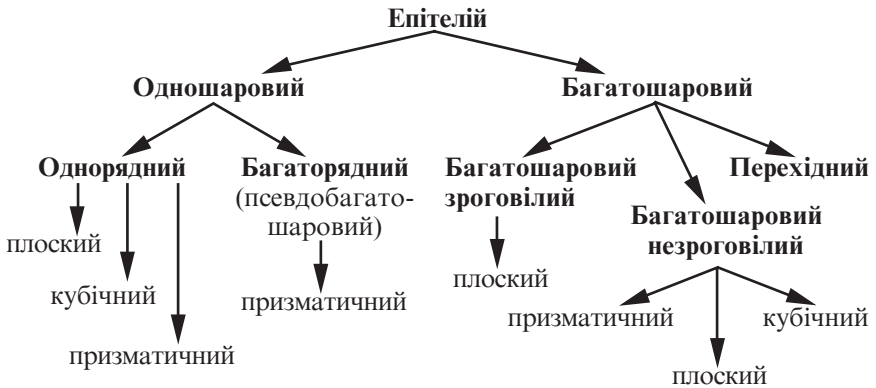 Епітелій
Одношаровий
Багатошаровий
Однорядний
Багаторядний
(псевдобагато-
шаровий)
Багатошаровий
зроговілий
Перехідний
Багатошаровий
незроговілий
плоский
кубічний
призматичний
призматичний
плоский
призматичний
кубічний
плоский